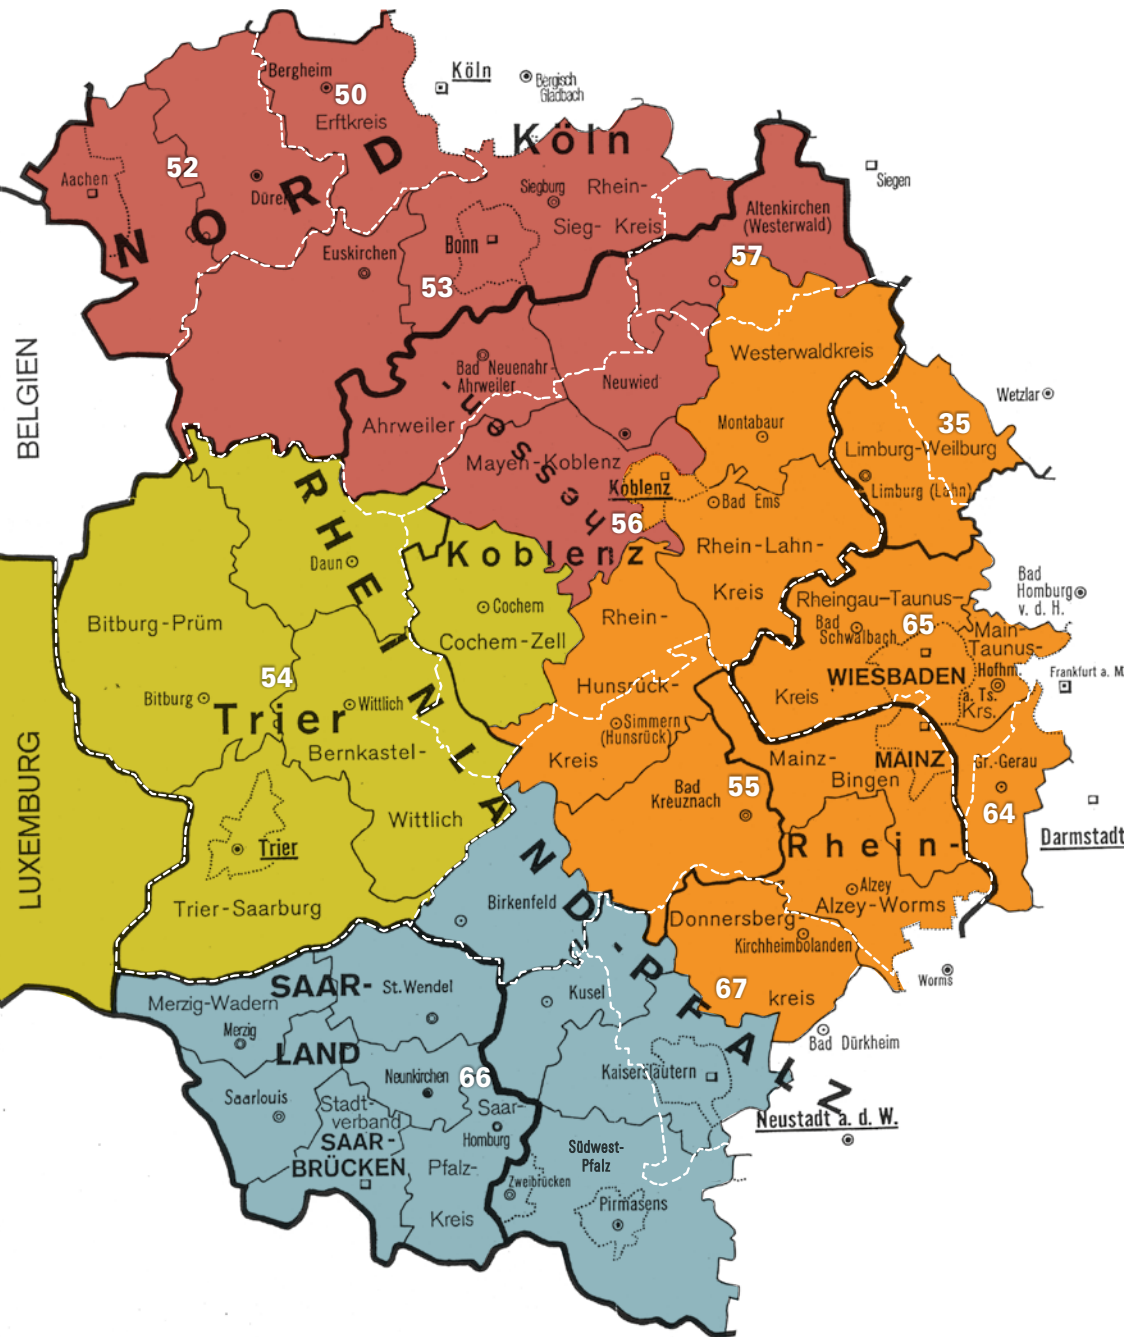 Köln
Bergisch
Gladbach
Bergheim
50
Erftkreis
Köln
52
Aachen
Düren
NORD
Siegburg
Rhein-
Sieg- Kreis
Siegen
Altenkirchen
(Westerwald)
Bonn
Euskirchen
53
57
BELGIEN
Westerwaldkreis
Bad Neuenahr-
Ahrweiler
Neuwied
Wetzlar
Ahrweiler
Montabaur
35
Limburg-Weilburg
Mayen-Koblenz
Limburg (Lahn)
Koblenz
Bad Ems
56
-hessen
Koblenz
Rhein-Lahn-
Kreis
Daun
Cochem
Cochem-Zell
Rhein-
Hunsrück-
Kreis
Simmern
(Hunsrück)
Bad
Homburg
v. d. H.
Rheingau-Taunus-
Bad
Schwalbach
65
Main-
Taunus-
WIESBADEN
Hofhm.
a. Ts.
Krs.
Kreis
Frankfurt a. M
Bitburg-Prüm
54
Bitburg
Trier
Wittlich
Bernkastel-
Wittlich
RHEINLAND-PFALZ
LUXEMBURG
Mainz-
Bingen
MAINZ
Gr.-Gerau
Bad
Kreuznach
55
64
Darmstadt
Rhein-
Trier
Alzey
Alzey-Worms
Trier-Saarburg
Birkenfeld
Donnersberg-
Kirchheimbolanden
67
kreis
Worms
SAAR-
LAND
St. Wendel
Merzig-Wadern
Merzig
Kusel
Bad Dürkheim
Neunkirchen
66
Kaiserslautern
Saarlouis
Stadt-
verband
SAAR-
BRÜCKEN
Saar-
Homburg
Pfalz-
Kreis
Neustadt a. d. W.
Südwest-
Pfalz
Zweibrücken
Pirmasens